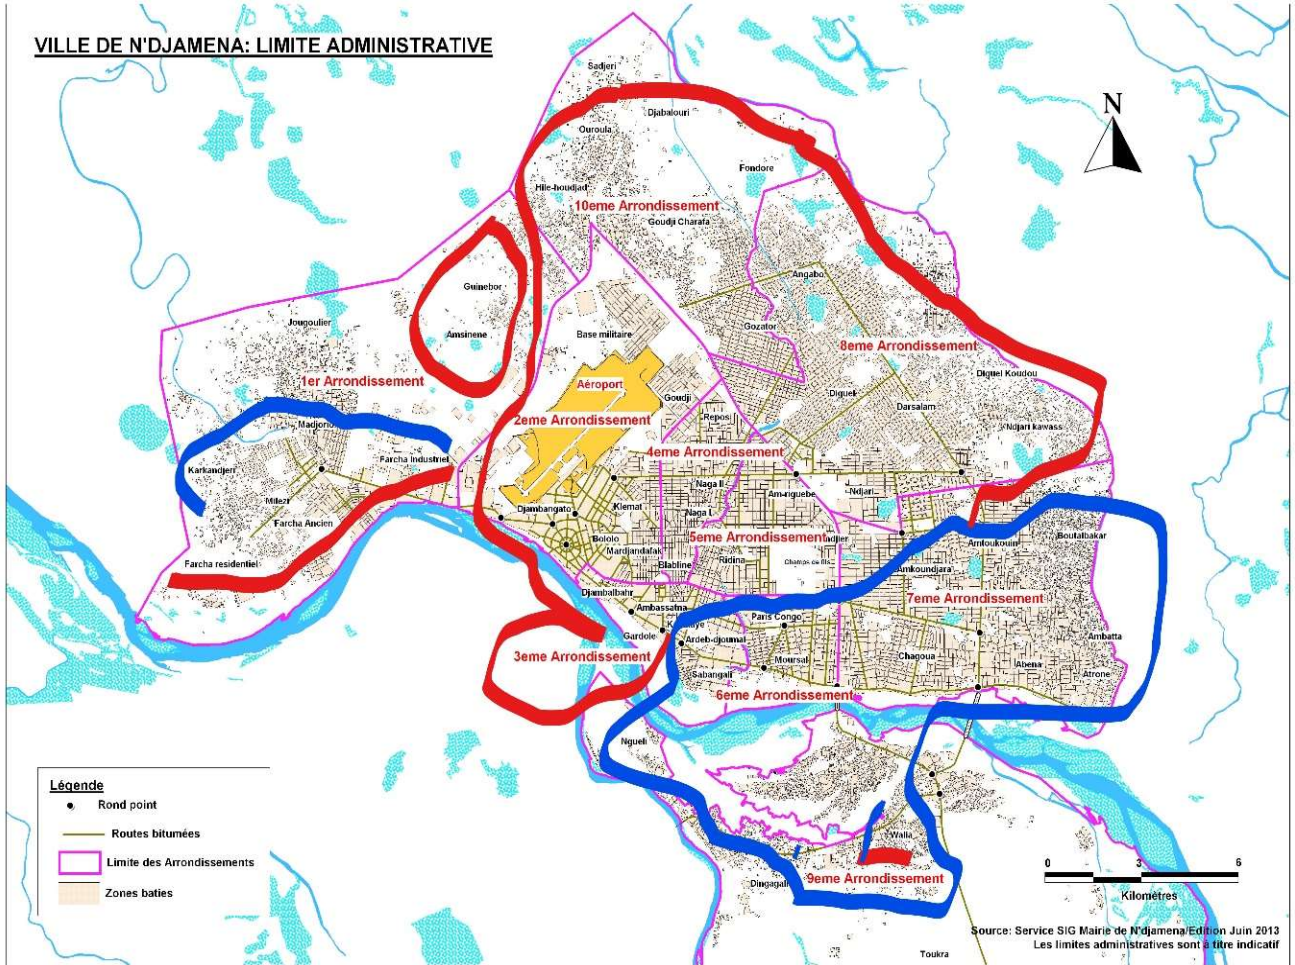 VILLE DE N'DJAMENA: LIMITE ADMINISTRATIVE
Sadjeri
N
Djabalouri
Ouroula
Fondore
Hile-houdjad
10eme Arrondissement
Goudji Charafa
Angabo
Guinebor
Jougoulier
Amsinene
Base militaire
Gozator
8eme Arrondissement
Diguel Koudou
1er Arrondissement
Aéroport
Goudji
Diguel
Darsalam
2eme Arrondissement
Repos
Madjorio
Ndjari kawass
4eme Arrondissement
Farcha Industriel
Karkandjeri
Naga II
Am-riguebe
Ndjari
Milezi
Djambangato
Klemat
Naga I
Farcha Ancien
Bololo
5eme Arrondissement
Boutalbakar
Mardjandafak
Ridina
Champs de fils
Blabline
Farcha residentiel
Amkoundjara
Djambalbahr
7eme Arrondissement
Ambassatna
Paris Congo
Gardole
Ardeb-djoumal
Ambatta
3eme Arrondissement
Moursal
Chagoua
Abena
Sabangali
Atrone
6eme Arrondissement
Ngueli
Légende
Rond point
Routes bitumées
Walia
Limite des Arrondissements
0 3 6
9eme Arrondissement
Dingagali
Zones baties
Kilomètres
Source: Service SIG Mairie de N'djamena/Edition Juin 2013
Les limites administratives sont à titre indicatif
Toukra